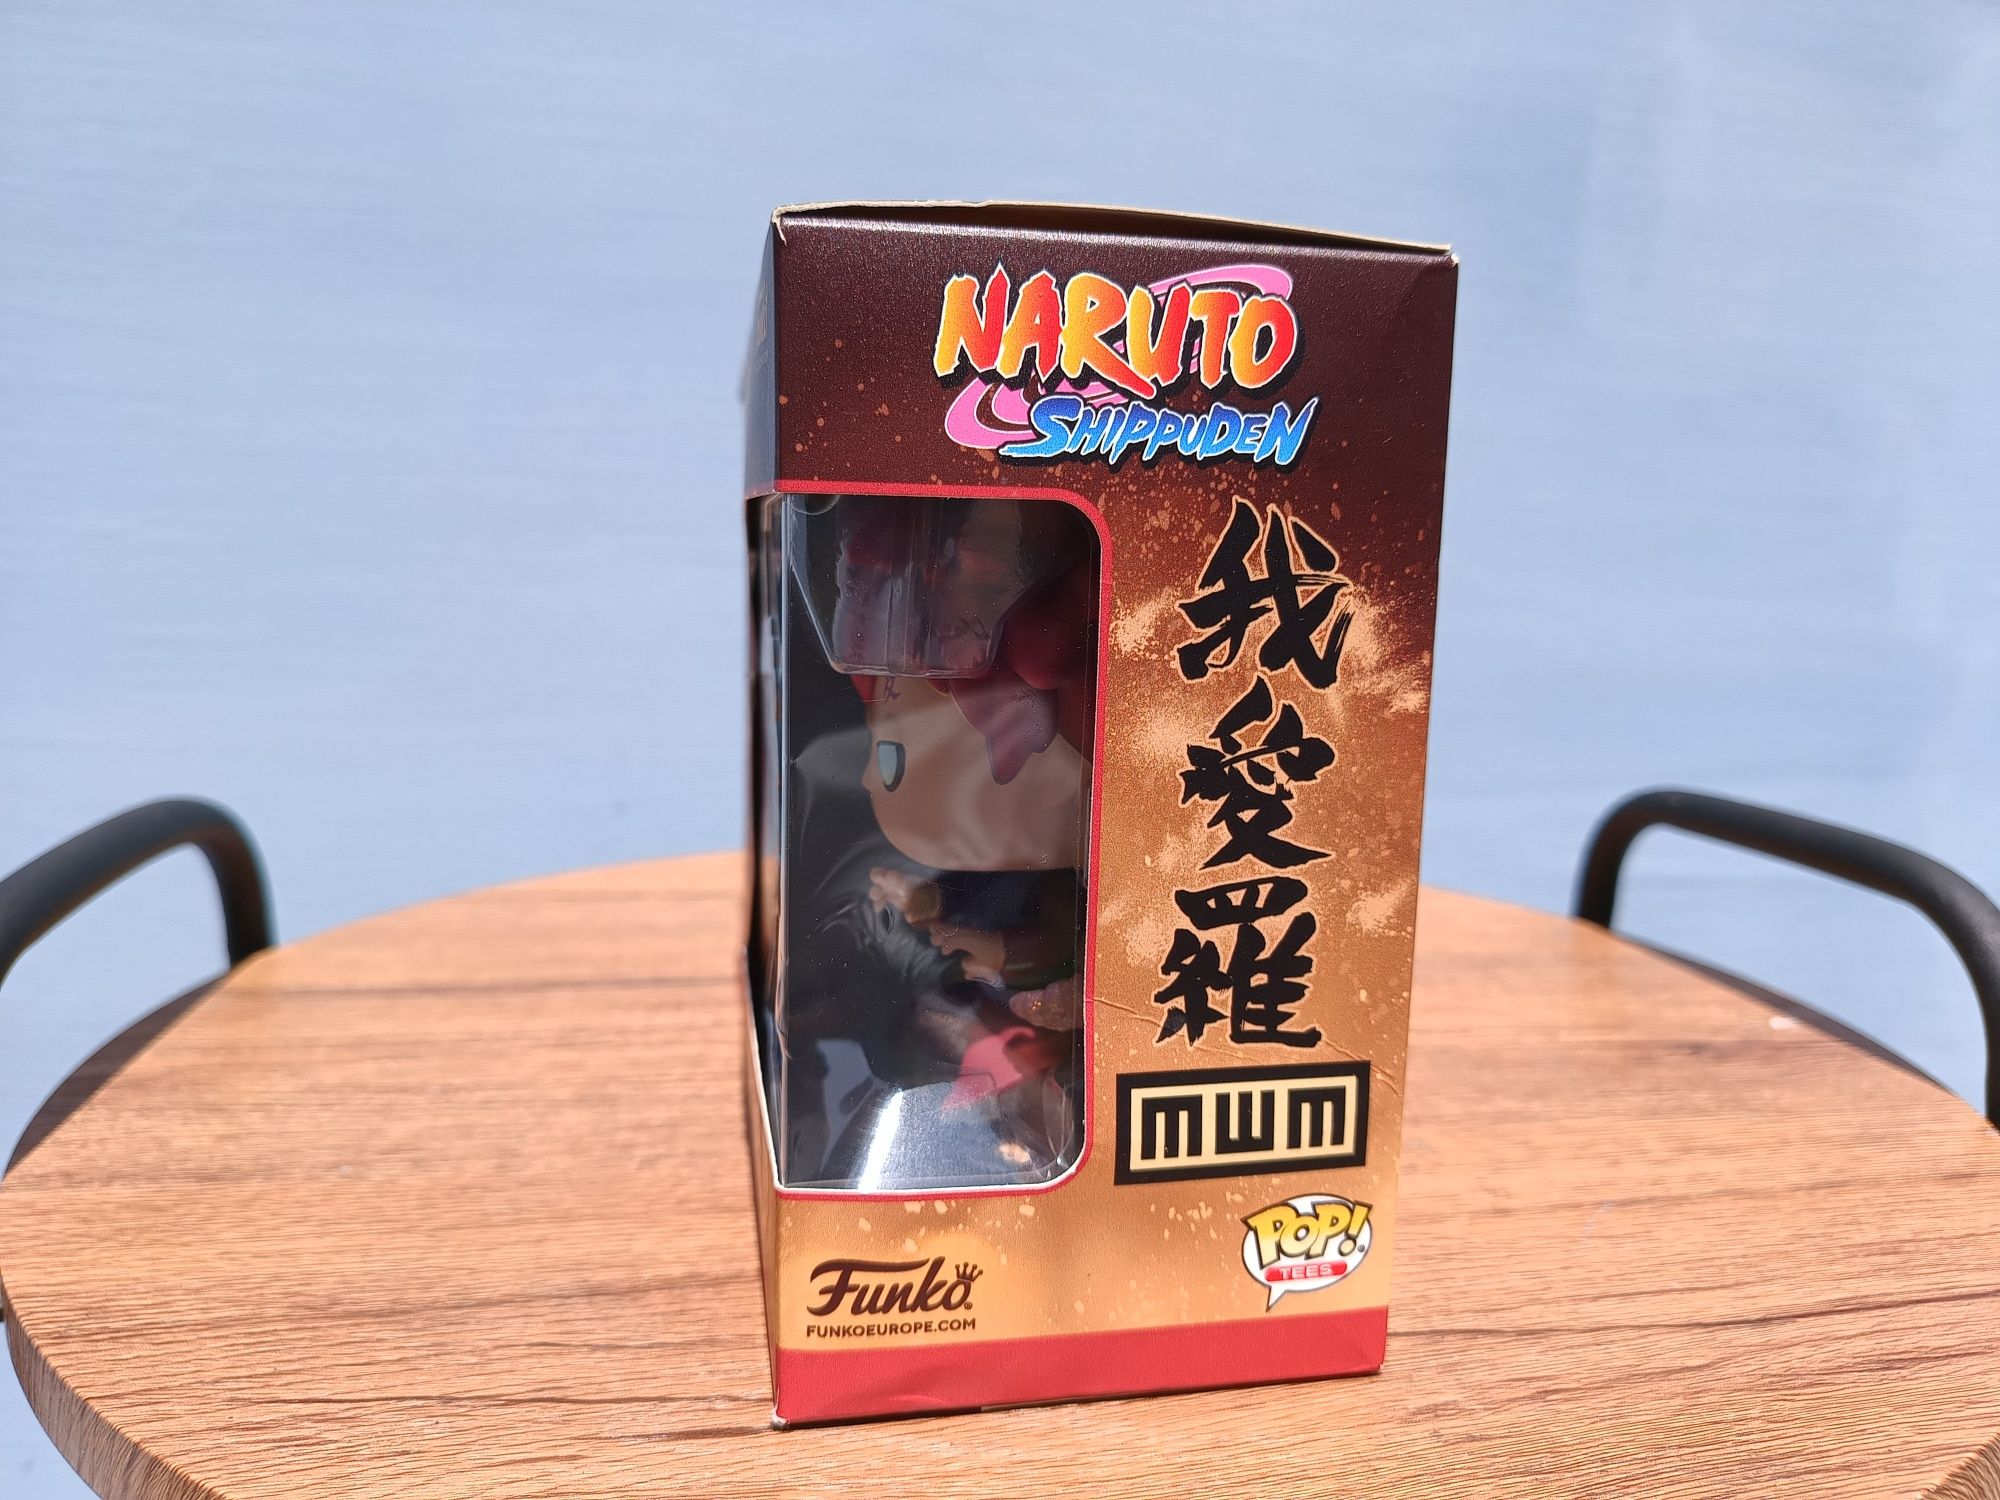 NARUTO
SHIPPUDEN
我愛羅
MWM
POP!
TEES
Funko
FUNKOEUROPE.COM